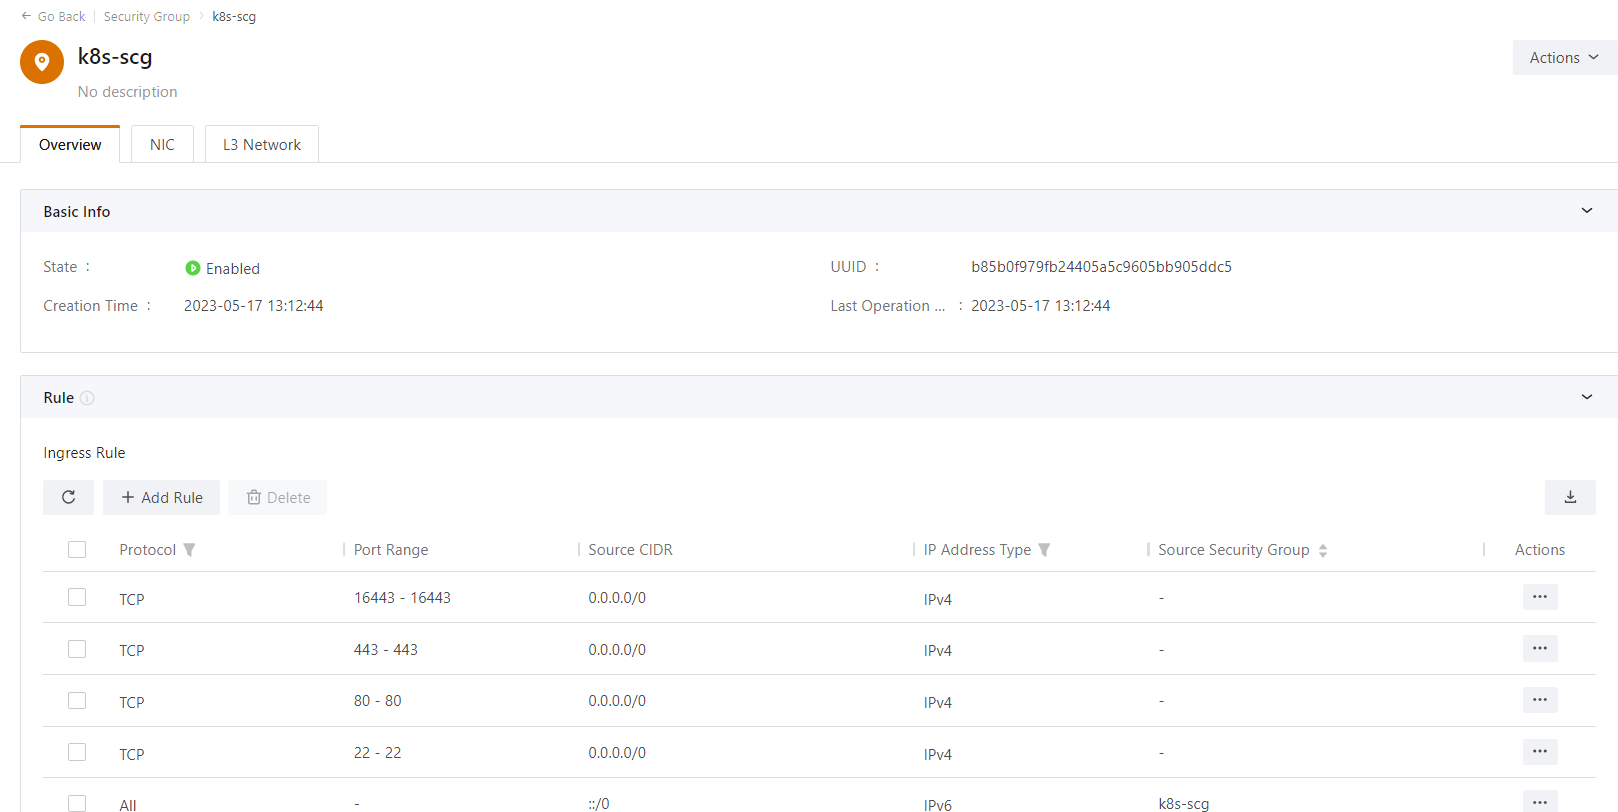 Go Back Security Group k8s-scg
k8s-scg
Actions
No description
Overview NIC L3 Network
Basic Info
State : Enabled UUID : b85b0f979fb24405a5c9605bb905ddc5
Creation Time : 2023-05-17 13:12:44 Last Operation ... : 2023-05-17 13:12:44
Rule
Ingress Rule
+ Add Rule Delete
Protocol Port Range Source CIDR IP Address Type Source Security Group Actions
TCP 16443 - 16443 0.0.0.0/0 IPv4 - ...
TCP 443 - 443 0.0.0.0/0 IPv4 - ...
TCP 80 - 80 0.0.0.0/0 IPv4 - ...
TCP 22 - 22 0.0.0.0/0 IPv4 - ...
All - ::/0 IPv6 k8s-scg ...